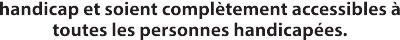 handicap et soient complètement accessibles à
toutes les personnes handicapées.